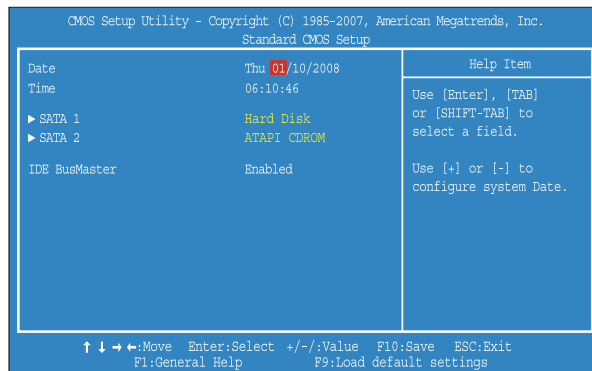 CMOS Setup Utility - Copyright (C) 1985-2007, American Megatrends, Inc.
Standard CMOS Setup
Date Thu 01/10/2008
Time 06:10:46
► SATA 1 Hard Disk
► SATA 2 ATAPI CDROM
IDE BusMaster Enabled
Help Item
Use [Enter], [TAB]
or [SHIFT-TAB] to
select a field.
Use [+] or [-] to
configure system Date.
↑ ↓ → ←:Move Enter:Select +/-/:Value F10:Save ESC:Exit
F1:General Help F9:Load default settings